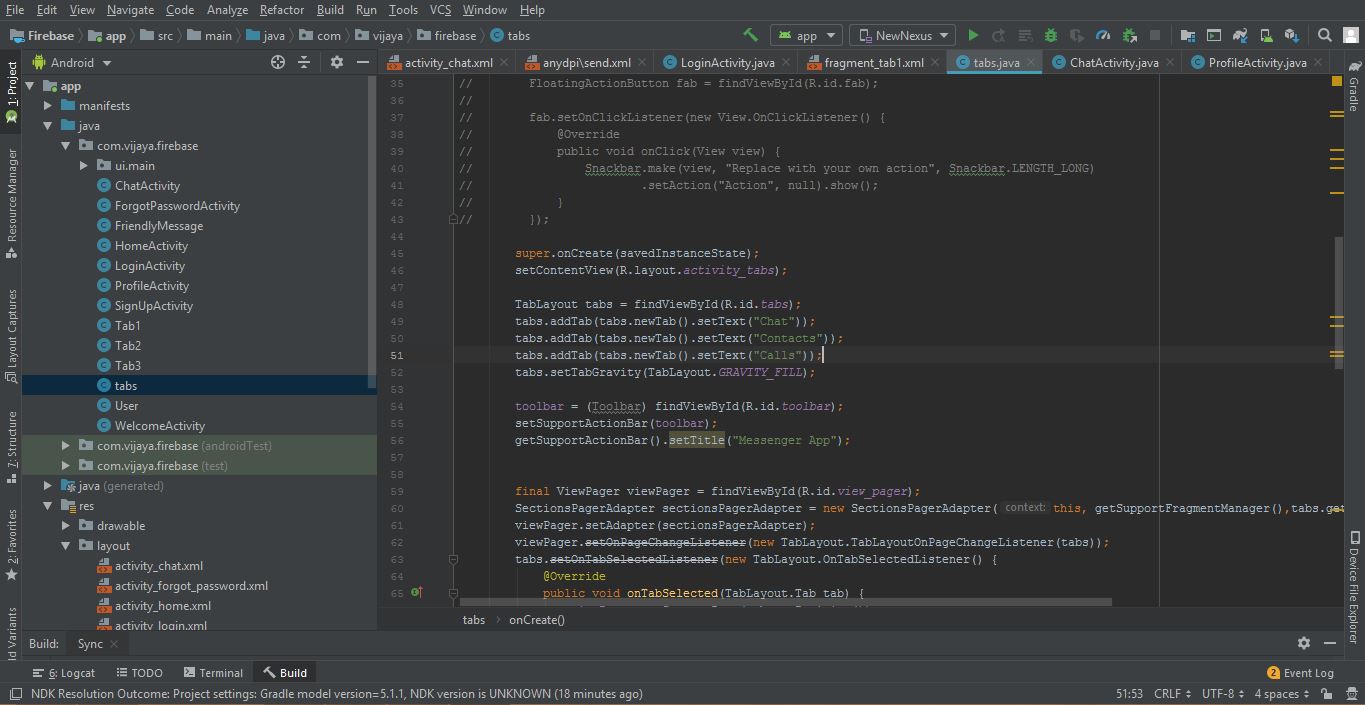 File Edit View Navigate Code Analyze Refactor Build Run Tools VCS Window Help
Firebase app src main java com vijaya firebase tabs app NewNexus
activity_chat.xml anydpi\send.xml LoginActivity.java fragment_tab1.xml tabs.java ChatActivity.java ProfileActivity.java
1: Project
Resource Manager
Layout Captures
7: Structure
2: Favorites
Android
app
manifests
java
com.vijaya.firebase
ui.main
ChatActivity
ForgotPasswordActivity
FriendlyMessage
HomeActivity
LoginActivity
ProfileActivity
SignUpActivity
Tab1
Tab2
Tab3
tabs
User
WelcomeActivity
com.vijaya.firebase (androidTest)
com.vijaya.firebase (test)
java (generated)
res
drawable
layout
activity_chat.xml
activity_forgot_password.xml
activity_home.xml
activity_login.xml
35 // FloatingActionButton fab = findViewById(R.id.fab);
36 //
37 // fab.setOnClickListener(new View.OnClickListener() {
38 // @Override
39 // public void onClick(View view) {
40 // Snackbar.make(view, "Replace with your own action", Snackbar.LENGTH_LONG)
41 // .setAction("Action", null).show();
42 // }
43 // });
44
45 super.onCreate(savedInstanceState);
46 setContentView(R.layout.activity_tabs);
47
48 TabLayout tabs = findViewById(R.id.tabs);
49 tabs.addTab(tabs.newTab().setText("Chat"));
50 tabs.addTab(tabs.newTab().setText("Contacts"));
51 tabs.addTab(tabs.newTab().setText("Calls"));
52 tabs.setTabGravity(TabLayout.GRAVITY_FILL);
53
54 toolbar = (Toolbar) findViewById(R.id.toolbar);
55 setSupportActionBar(toolbar);
56 getSupportActionBar().setTitle("Messenger App");
57
58
59 final ViewPager viewPager = findViewById(R.id.view_pager);
60 SectionsPagerAdapter sectionsPagerAdapter = new SectionsPagerAdapter( context: this, getSupportFragmentManager(),tabs.get
61 viewPager.setAdapter(sectionsPagerAdapter);
62 viewPager.setOnPageChangeListener(new TabLayout.TabLayoutOnPageChangeListener(tabs));
63 tabs.setOnTabSelectedListener(new TabLayout.OnTabSelectedListener() {
64 @Override
65 public void onTabSelected(TabLayout.Tab tab) {
tabs onCreate()
Gradle
Device File Explorer
Build: Sync
6: Logcat TODO Terminal Build 2 Event Log
NDK Resolution Outcome: Project settings: Gradle model version=5.1.1, NDK version is UNKNOWN (18 minutes ago) 51:53 CRLF UTF-8 4 spaces